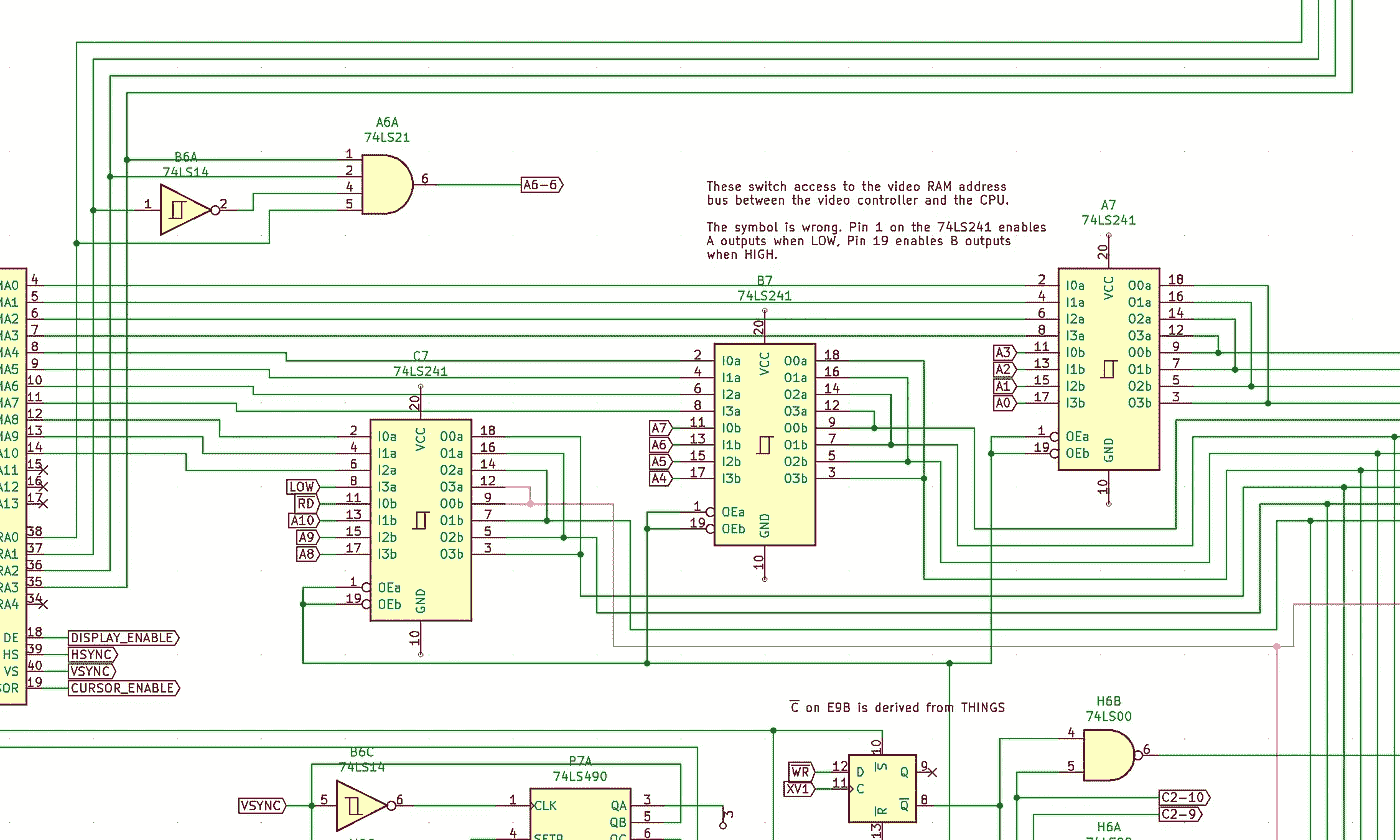 A6A
74LS21
B6A
74LS14
1
2
1
2
4
5
6
A6-6
These switch access to the video RAM address
bus between the video controller and the CPU.
The symbol is wrong. Pin 1 on the 74LS241 enables
A outputs when LOW, Pin 19 enables B outputs
when HIGH.
A7
74LS241
20
VCC
2 I0a O0a 18
4 I1a O1a 16
6 I2a O2a 14
8 I3a O3a 12
A3 11 I0b O0b 9
A2 13 I1b O1b 7
A1 15 I2b O2b 5
A0 17 I3b O3b 3
1 OEa
19 OEb
GND
10
B7
74LS241
20
VCC
2 I0a O0a 18
4 I1a O1a 16
6 I2a O2a 14
8 I3a O3a 12
A7 11 I0b O0b 9
A6 13 I1b O1b 7
A5 15 I2b O2b 5
A4 17 I3b O3b 3
1 OEa
19 OEb
GND
10
C7
74LS241
20
VCC
2 I0a O0a 18
4 I1a O1a 16
6 I2a O2a 14
LOW 8 I3a O3a 12
RD 11 I0b O0b 9
A10 13 I1b O1b 7
A9 15 I2b O2b 5
A8 17 I3b O3b 3
1 OEa
19 OEb
GND
10
MA0 4
MA1 5
MA2 6
MA3 7
MA4 8
MA5 9
MA6 10
MA7 11
MA8 12
MA9 13
A10 14
A11 15
A12 16
A13 17
RA0 38
RA1 37
RA2 36
RA3 35
RA4 34
DE 18 DISPLAY_ENABLE
HS 39 HSYNC
VS 40 VSYNC
SOR 19 CURSOR_ENABLE
C on E9B is derived from THINGS
H6B
74LS00
4
5
6
B6C
74LS14
VSYNC 5 6
P7A
74LS490
1 CLK QA 3
QB 5
4 SETP QC 6
3
10
S
WR 12 D Q 9
XV1 11 C
Q 8
R
13
C2-10
C2-9
H6A